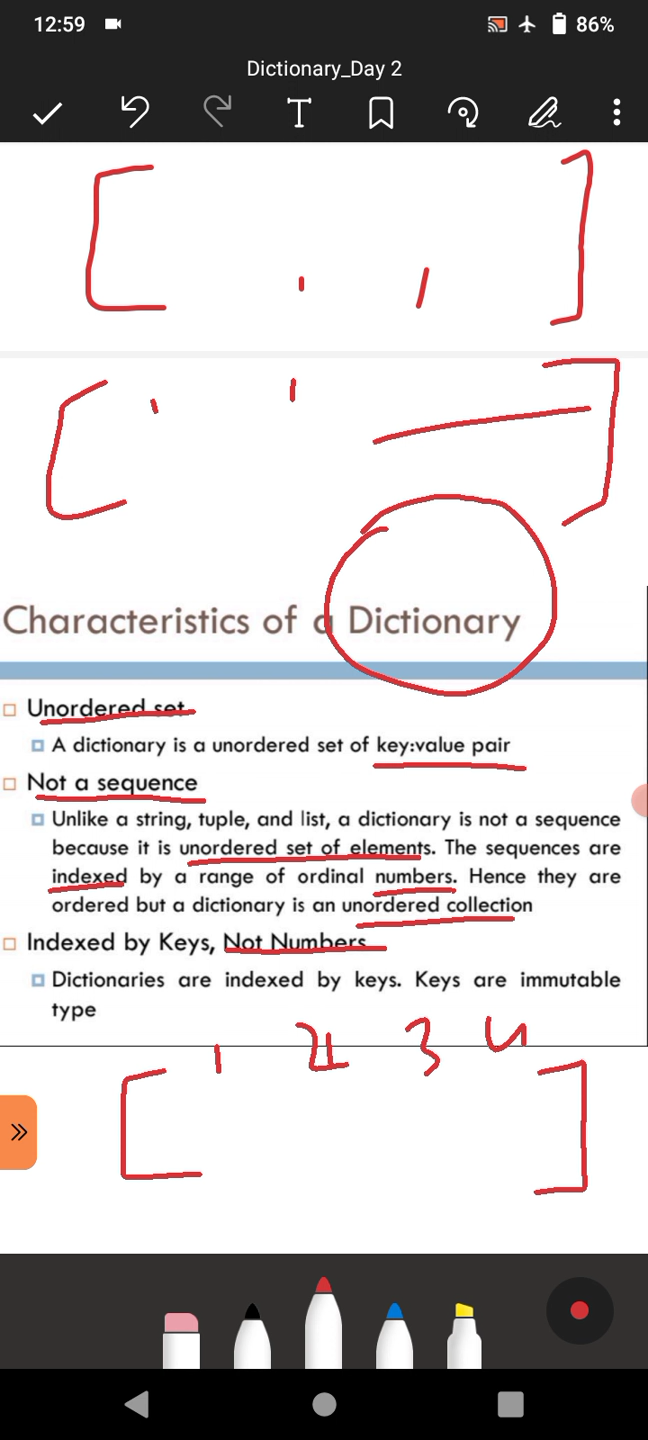 12:59
86%
Dictionary_Day 2
T
Characteristics of a Dictionary
Unordered set
A dictionary is a unordered set of key:value pair
Not a sequence
Unlike a string, tuple, and list, a dictionary is not a sequence
because it is unordered set of elements. The sequences are
indexed by a range of ordinal numbers. Hence they are
ordered but a dictionary is an unordered collection
Indexed by Keys, Not Numbers
Dictionaries are indexed by keys. Keys are immutable
type
1 2 3 4